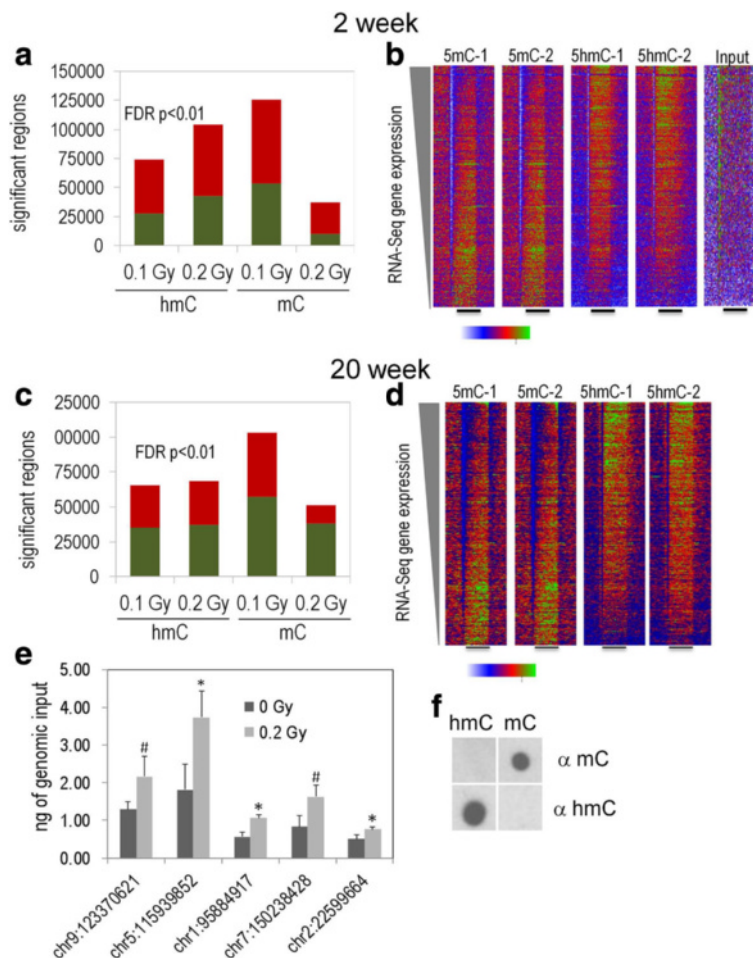 2 week
a
150000
125000
100000
75000
50000
25000
0
significant regions
FDR p<0.01
0.1 Gy 0.2 Gy 0.1 Gy 0.2 Gy
hmC mC
b
5mC-1 5mC-2 5hmC-1 5hmC-2 Input
RNA-Seq gene expression
20 week
c
25000
00000
75000
50000
25000
0
significant regions
FDR p<0.01
0.1 Gy 0.2 Gy 0.1 Gy 0.2 Gy
hmC mC
d
5mC-1 5mC-2 5hmC-1 5hmC-2
RNA-Seq gene expression
e
5.00
4.00
3.00
2.00
1.00
0.00
ng of genomic input
0 Gy
0.2 Gy
# * * # *
chr9:123370621
chr5:115939852
chr1:95884917
chr7:150238428
chr2:22599664
f
hmC mC
α mC
α hmC